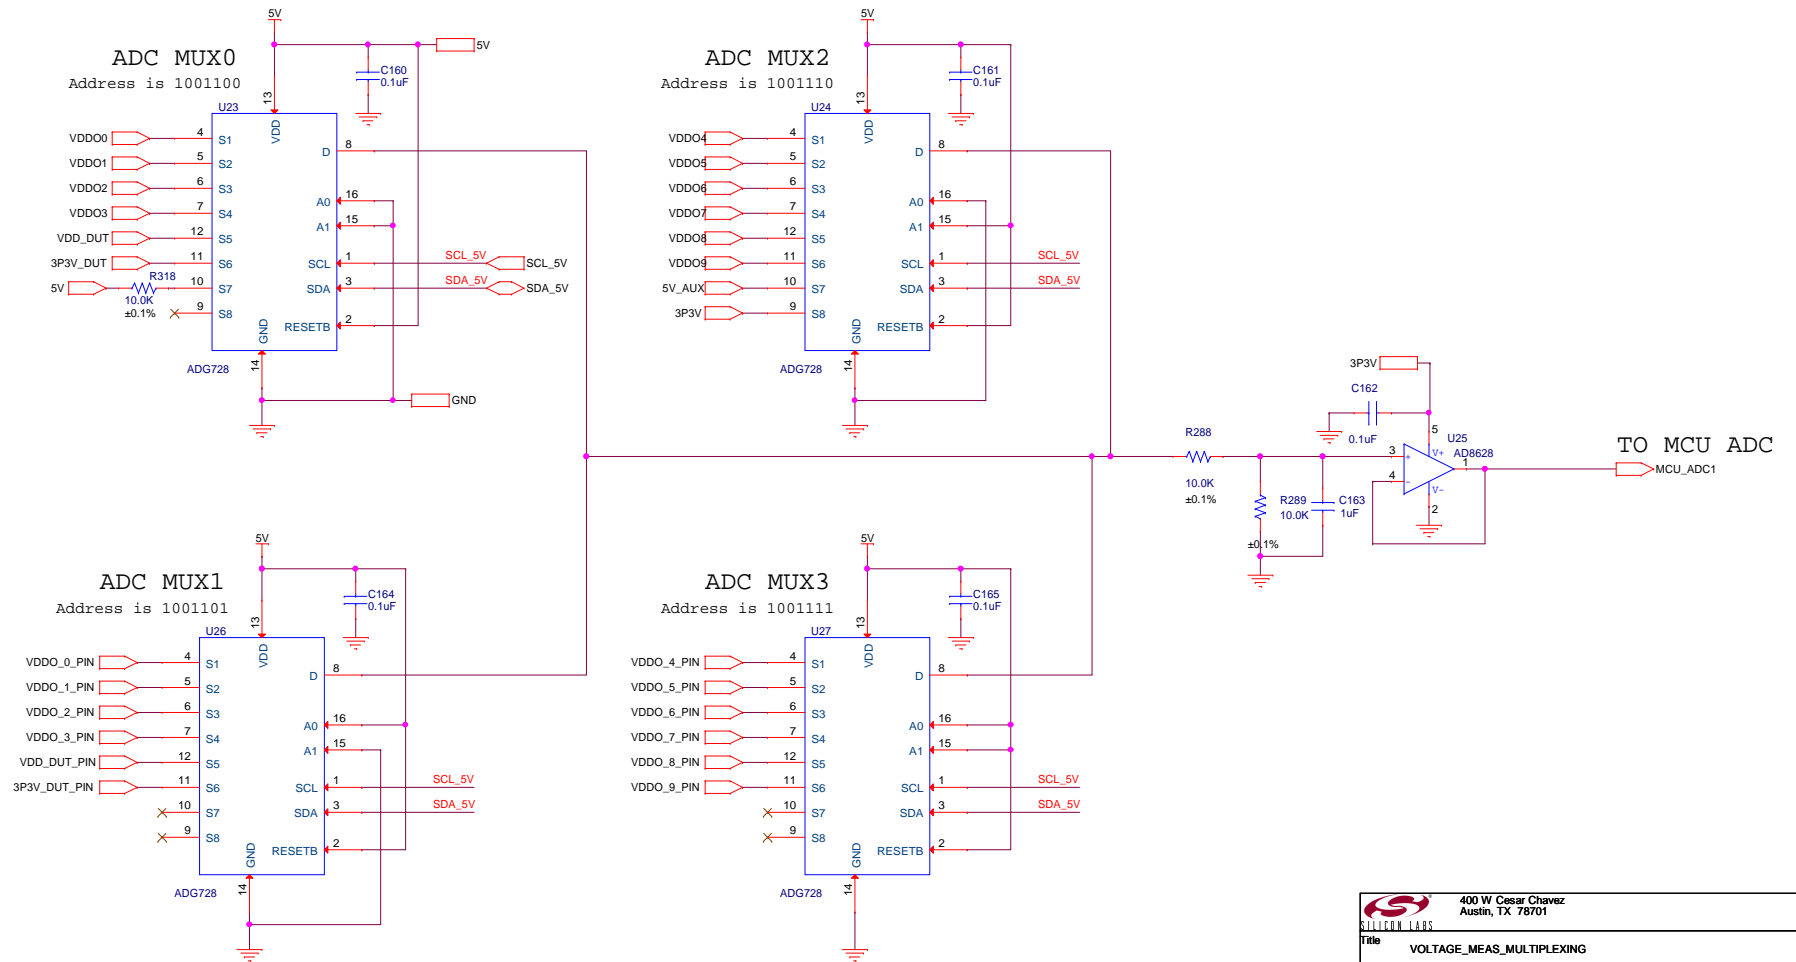 5V
5V
ADC MUX0
Address is 1001100
C160
0.1uF
U23
13
VDD
VDDO0
4
S1
VDDO1
5
S2
VDDO2
6
S3
VDDO3
7
S4
VDD_DUT
12
S5
3P3V_DUT
11
S6
5V
R318
10.0K
±0.1%
10
S7
9
S8
D
8
A0
16
A1
15
SCL
1
SCL_5V
SCL_5V
SDA
3
SDA_5V
SDA_5V
RESETB
2
GND
14
ADG728
GND
5V
ADC MUX2
Address is 1001110
C161
0.1uF
U24
13
VDD
VDDO4
4
S1
VDDO5
5
S2
VDDO6
6
S3
VDDO7
7
S4
VDDO8
12
S5
VDDO9
11
S6
5V_AUX
10
S7
3P3V
9
S8
D
8
A0
16
A1
15
SCL
1
SCL_5V
SDA
3
SDA_5V
RESETB
2
GND
14
ADG728
R288
10.0K
±0.1%
R289
10.0K
±0.1%
C163
1uF
3P3V
C162
0.1uF
5
U25
AD8628
V+
3
+
4
-
V-
2
1
TO MCU ADC
MCU_ADC1
5V
ADC MUX1
Address is 1001101
C164
0.1uF
U26
13
VDD
VDDO_0_PIN
4
S1
VDDO_1_PIN
5
S2
VDDO_2_PIN
6
S3
VDDO_3_PIN
7
S4
VDD_DUT_PIN
12
S5
3P3V_DUT_PIN
11
S6
10
S7
9
S8
D
8
A0
16
A1
15
SCL
1
SCL_5V
SDA
3
SDA_5V
RESETB
2
GND
14
ADG728
5V
ADC MUX3
Address is 1001111
C165
0.1uF
U27
13
VDD
VDDO_4_PIN
4
S1
VDDO_5_PIN
5
S2
VDDO_6_PIN
6
S3
VDDO_7_PIN
7
S4
VDDO_8_PIN
12
S5
VDDO_9_PIN
11
S6
10
S7
9
S8
D
8
A0
16
A1
15
SCL
1
SCL_5V
SDA
3
SDA_5V
RESETB
2
GND
14
ADG728
SILICON LABS
400 W Cesar Chavez
Austin, TX 78701
Title
VOLTAGE_MEAS_MULTIPLEXING